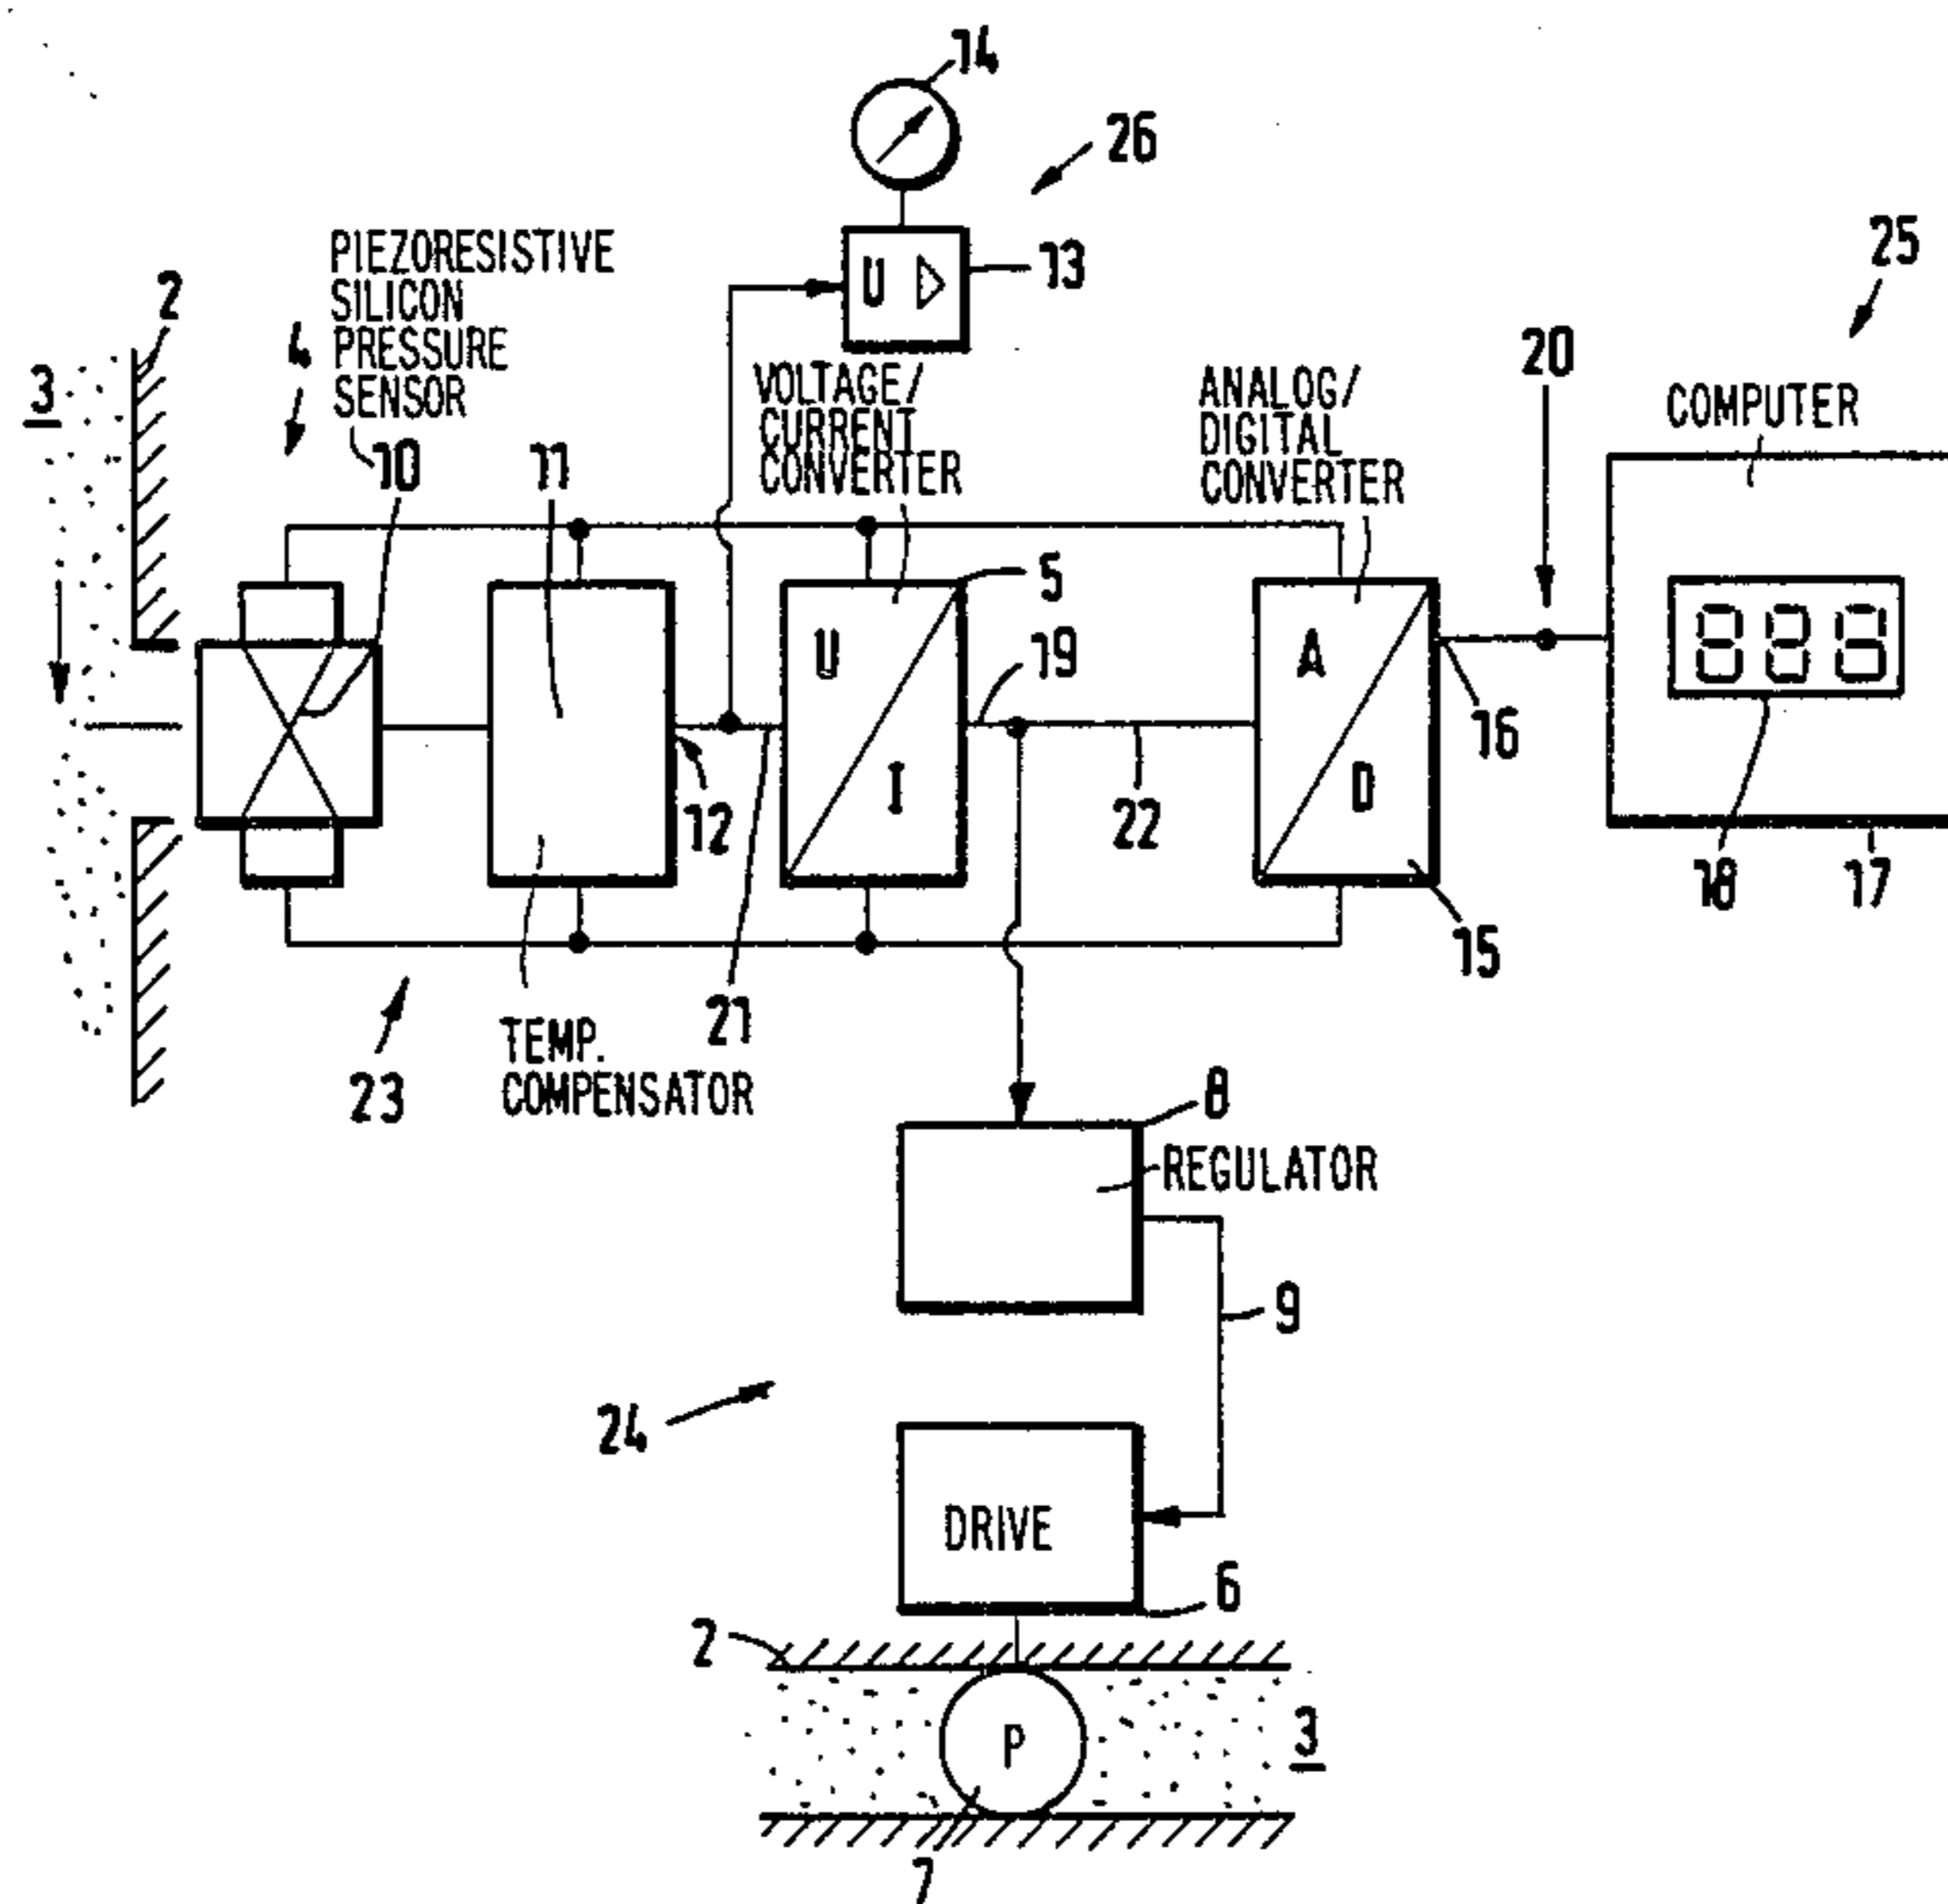 14
26
25
PIEZORESISTIVE
SILICON
PRESSURE
SENSOR
2
4
3
U
13
20
VOLTAGE/
CURRENT
CONVERTER
ANALOG/
DIGITAL
CONVERTER
COMPUTER
10
11
5
19
U
I
A
D
888
16
12
22
18
17
15
21
23
TEMP.
COMPENSATOR
8
REGULATOR
9
24
DRIVE
6
2
P
3
7